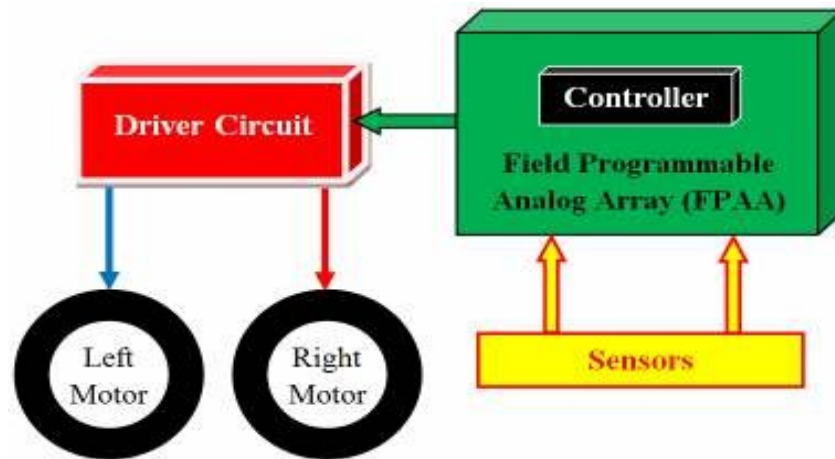 Controller
Driver Circuit
Field Programmable
Analog Array (FPAA)
Left
Motor
Right
Motor
Sensors